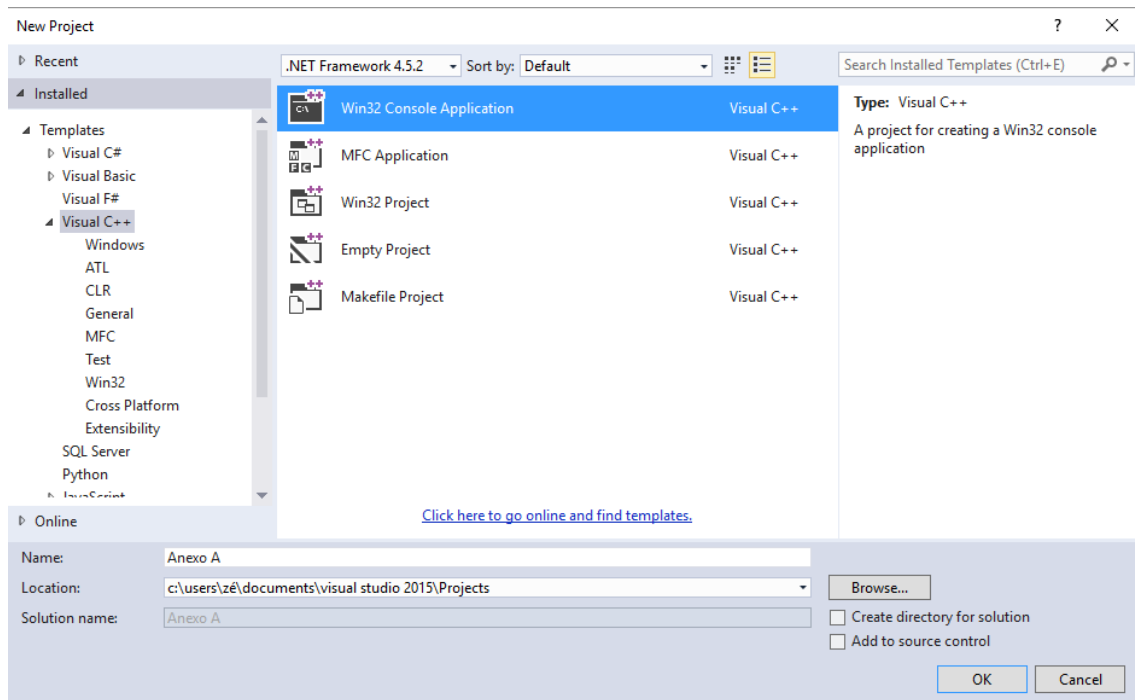 New Project
?
Recent
Installed
Templates
Visual C#
Visual Basic
Visual F#
Visual C++
Windows
ATL
CLR
General
MFC
Test
Win32
Cross Platform
Extensibility
SQL Server
Python
JavaScript
Online
.NET Framework 4.5.2 Sort by: Default
Win32 Console Application Visual C++
MFC Application Visual C++
Win32 Project Visual C++
Empty Project Visual C++
Makefile Project Visual C++
Click here to go online and find templates.
Search Installed Templates (Ctrl+E)
Type: Visual C++
A project for creating a Win32 console
application
Name: Anexo A
Location: c:\users\zé\documents\visual studio 2015\Projects
Browse...
Solution name: Anexo A
Create directory for solution
Add to source control
OK Cancel